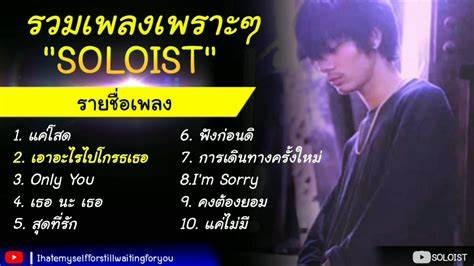 รวมเพลงเพราะๆ
"SOLOIST"
รายชื่อเพลง
1. แค่โสด
2. เอาอะไรไปโกรธเธอ
3. Only You
4. เธอ นะ เธอ
5. สุดที่รัก
6. ฟังก่อนดิ
7. การเดินทางครั้งใหม่
8.I'm Sorry
9. คงต้องยอม
10. แค่ไม่มี
Ihatemyselfforstillwaitingforyou
SOLOIST